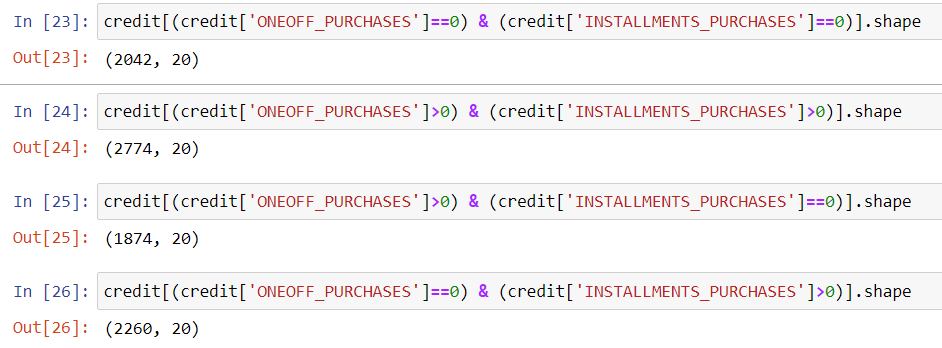 In [23]: credit[(credit['ONEOFF_PURCHASES']==0) & (credit['INSTALLMENTS_PURCHASES']==0)].shape
Out[23]: (2042, 20)
In [24]: credit[(credit['ONEOFF_PURCHASES']>0) & (credit['INSTALLMENTS_PURCHASES']>0)].shape
Out[24]: (2774, 20)
In [25]: credit[(credit['ONEOFF_PURCHASES']>0) & (credit['INSTALLMENTS_PURCHASES']==0)].shape
Out[25]: (1874, 20)
In [26]: credit[(credit['ONEOFF_PURCHASES']==0) & (credit['INSTALLMENTS_PURCHASES']>0)].shape
Out[26]: (2260, 20)